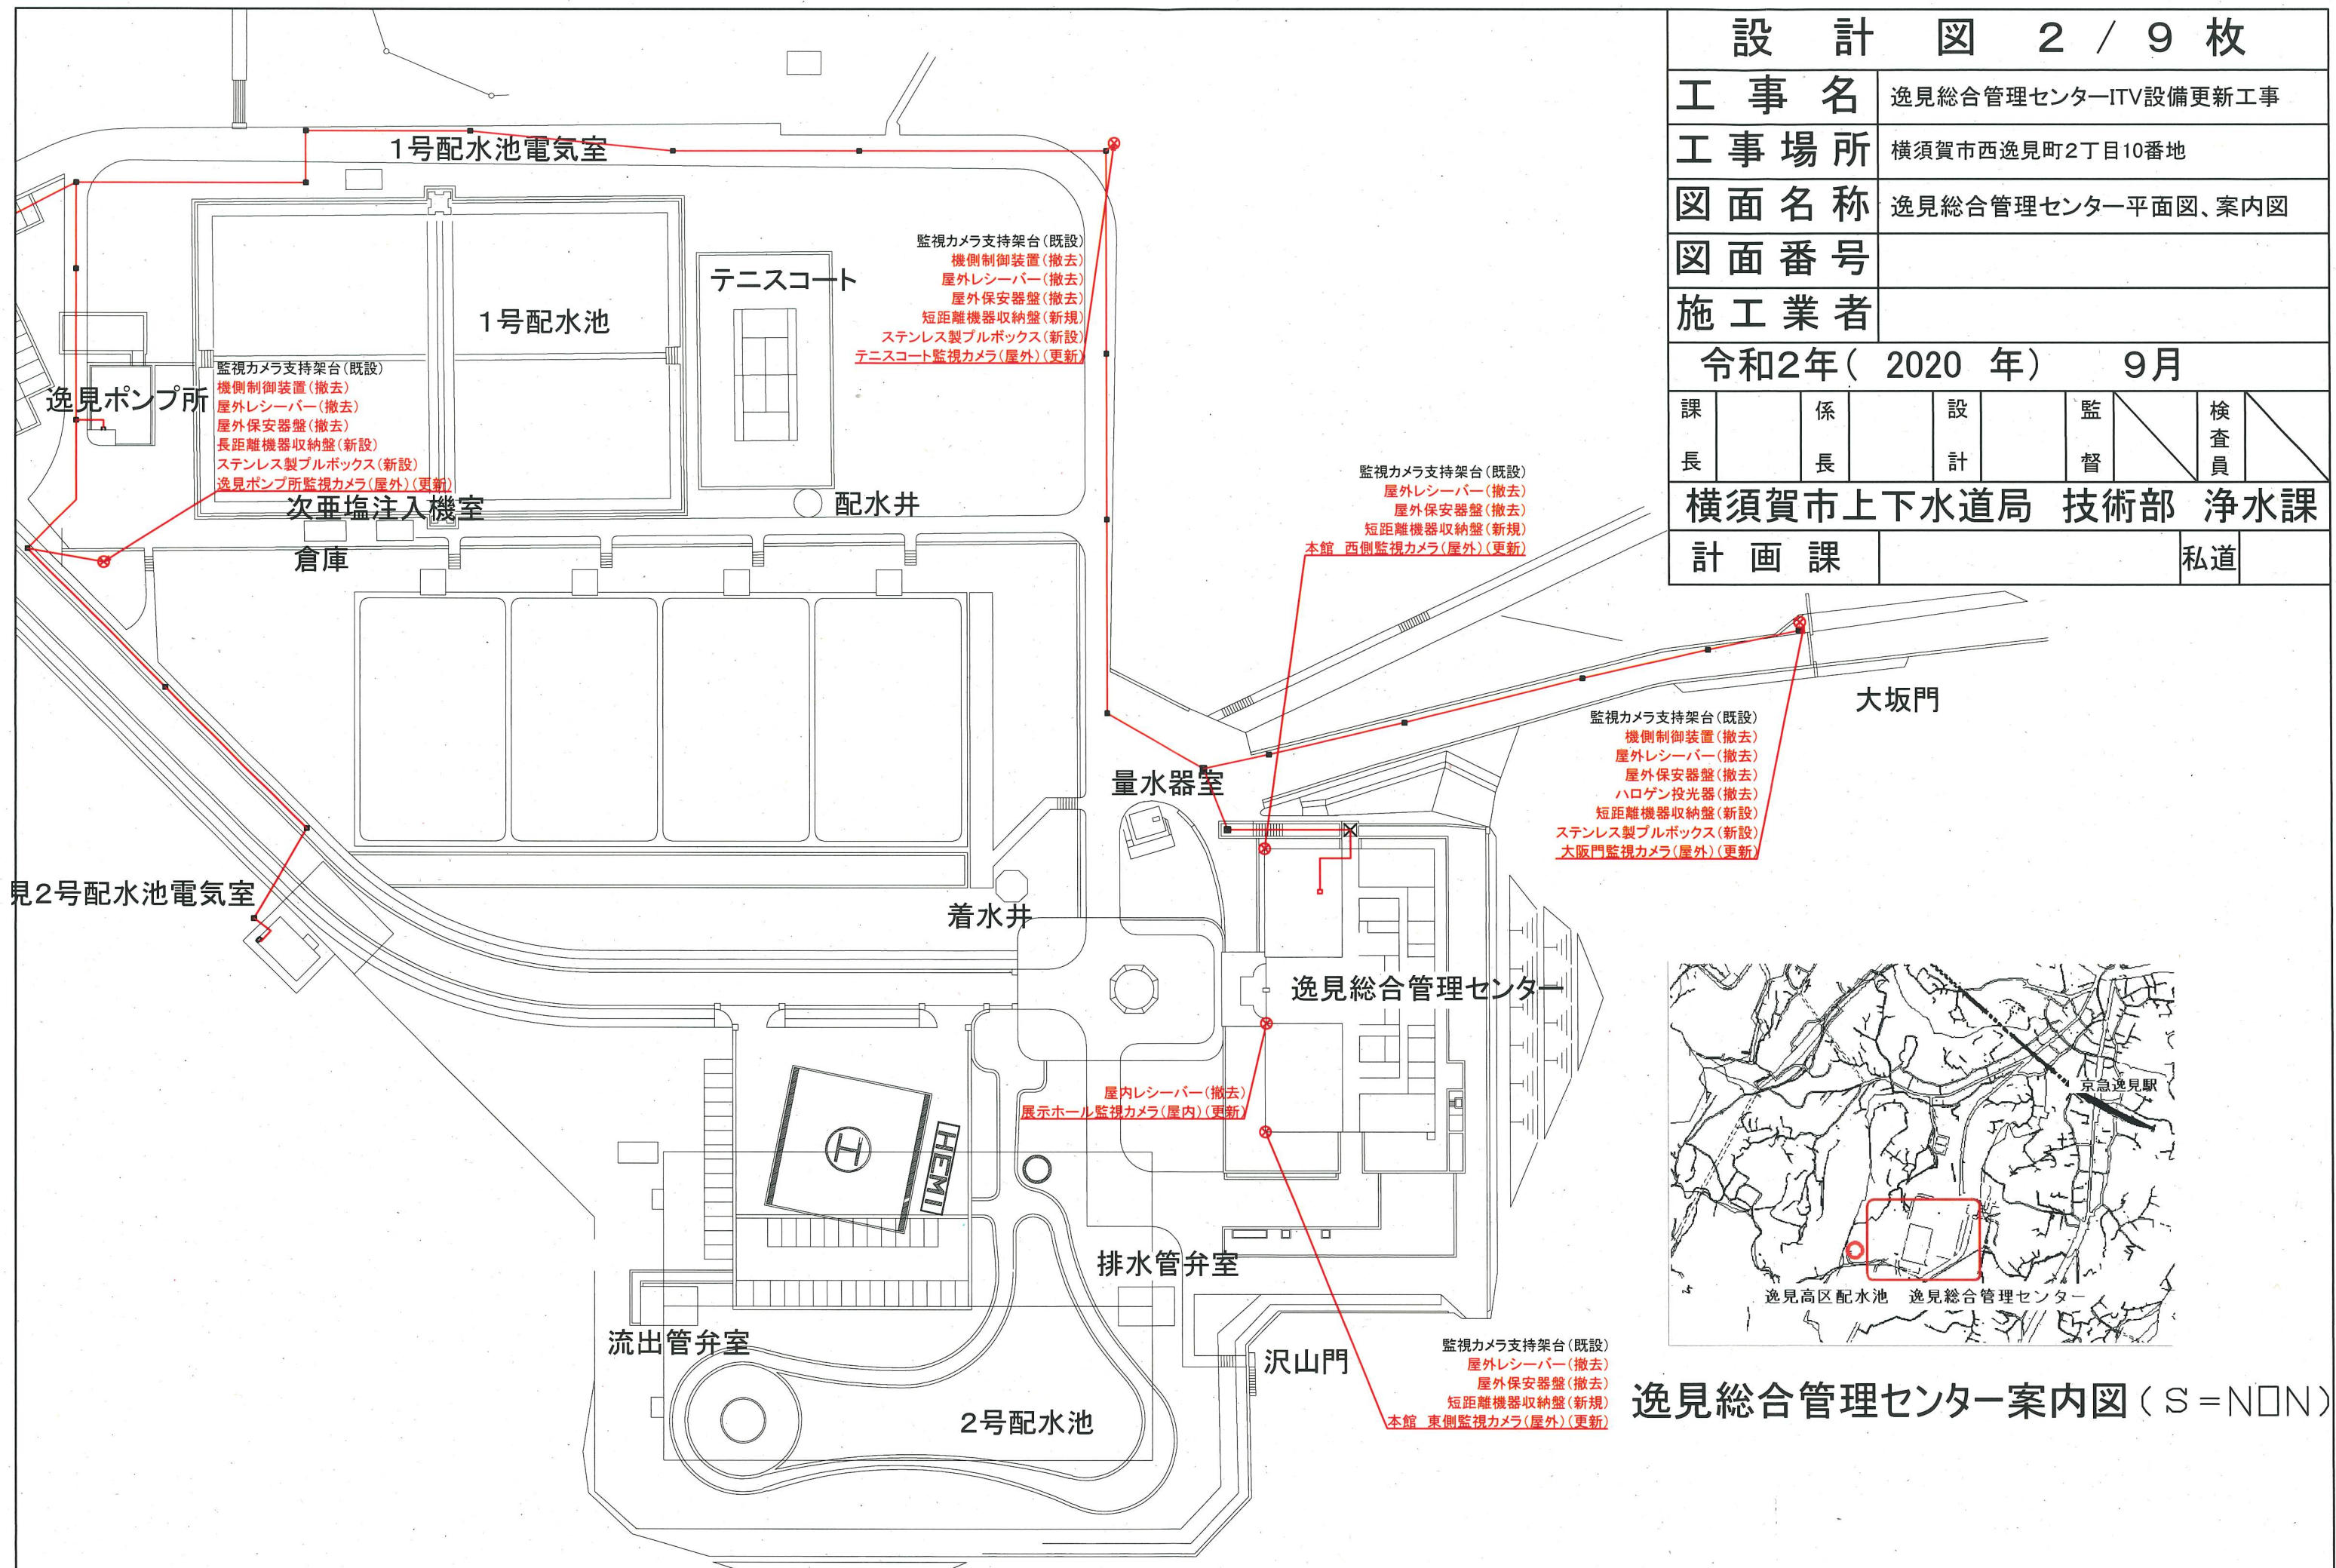 設 計 図 2 / 9 枚
工 事 名 逸見総合管理センターITV設備更新工事
工 事 場 所 横須賀市西逸見町2丁目10番地
図 面 名 称 逸見総合管理センター平面図、案内図
図 面 番 号
施 工 業 者
令和2年( 2020 年) 9月
課長 係長 設計 監督 検査員
横須賀市上下水道局 技術部 浄水課
計 画 課 私道
1号配水池電気室
監視カメラ支持架台(既設)
機側制御装置(撤去)
屋外レシーバー(撤去)
屋外保安器盤(撤去)
短距離機器収納盤(新規)
ステンレス製プルボックス(新設)
テニスコート監視カメラ(屋外)(更新)
テニスコート
1号配水池
逸見ポンプ所
監視カメラ支持架台(既設)
機側制御装置(撤去)
屋外レシーバー(撤去)
屋外保安器盤(撤去)
長距離機器収納盤(新設)
ステンレス製プルボックス(新設)
逸見ポンプ所監視カメラ(屋外)(更新)
次亜塩注入機室
倉庫
配水井
監視カメラ支持架台(既設)
屋外レシーバー(撤去)
屋外保安器盤(撤去)
短距離機器収納盤(新規)
本館 西側監視カメラ(屋外)(更新)
大坂門
監視カメラ支持架台(既設)
機側制御装置(撤去)
屋外レシーバー(撤去)
屋外保安器盤(撤去)
ハロゲン投光器(撤去)
短距離機器収納盤(新設)
ステンレス製プルボックス(新設)
大阪門監視カメラ(屋外)(更新)
量水器室
見2号配水池電気室
着水井
逸見総合管理センター
屋内レシーバー(撤去)
展示ホール監視カメラ(屋内)(更新)
H
HEMI
排水管弁室
流出管弁室
沢山門
2号配水池
監視カメラ支持架台(既設)
屋外レシーバー(撤去)
屋外保安器盤(撤去)
短距離機器収納盤(新規)
本館 東側監視カメラ(屋外)(更新)
京急逸見駅
逸見高区配水池 逸見総合管理センター
逸見総合管理センター案内図(S=NON)